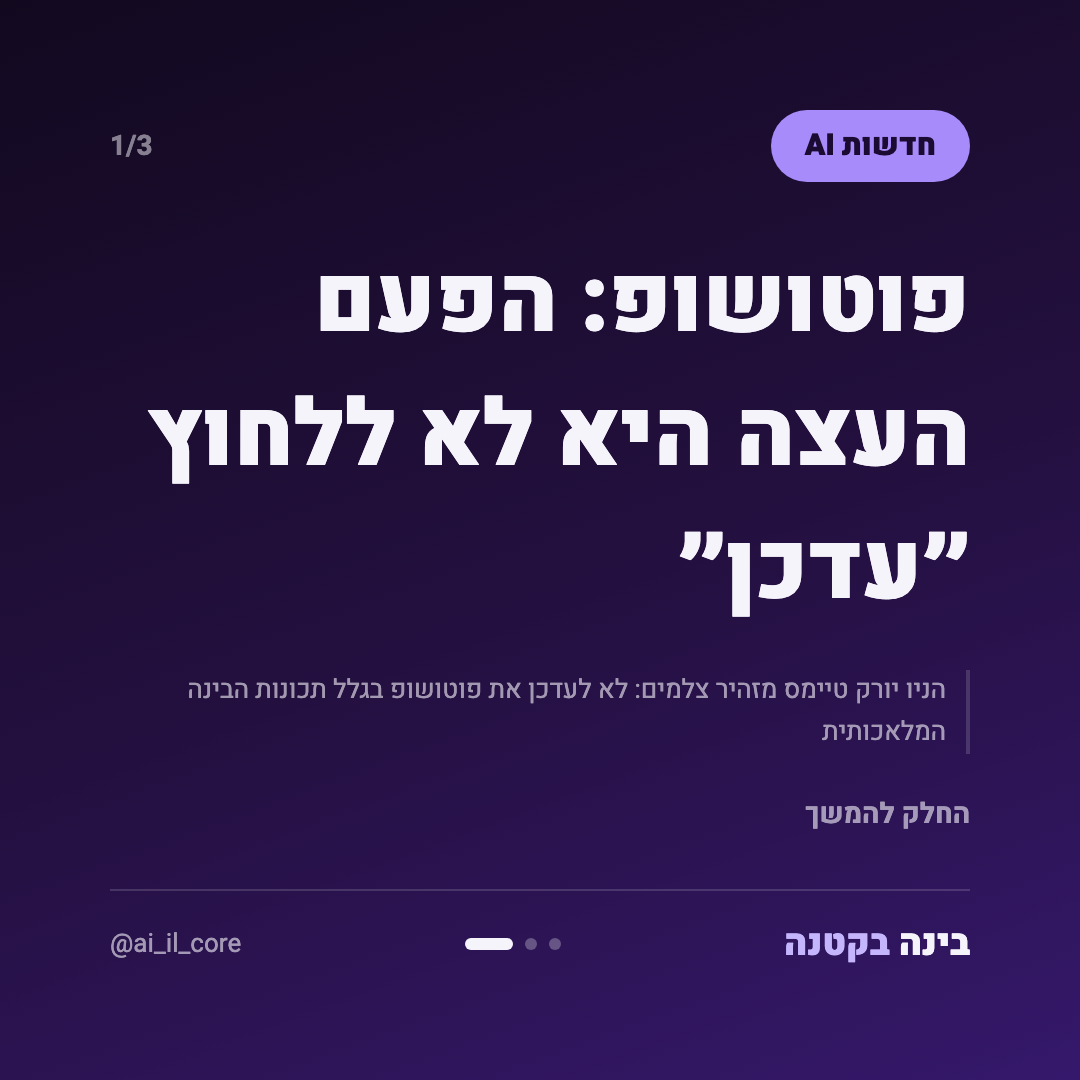 חדשות AI
1/3
פוטושופ: הפעם
העצה היא לא ללחוץ
"עדכן"
הניו יורק טיימס מזהיר צלמים: לא לעדכן את פוטושופ בגלל תכונות הבינה
המלאכותית
החלק להמשך
בינה בקטנה
@ai_il_core